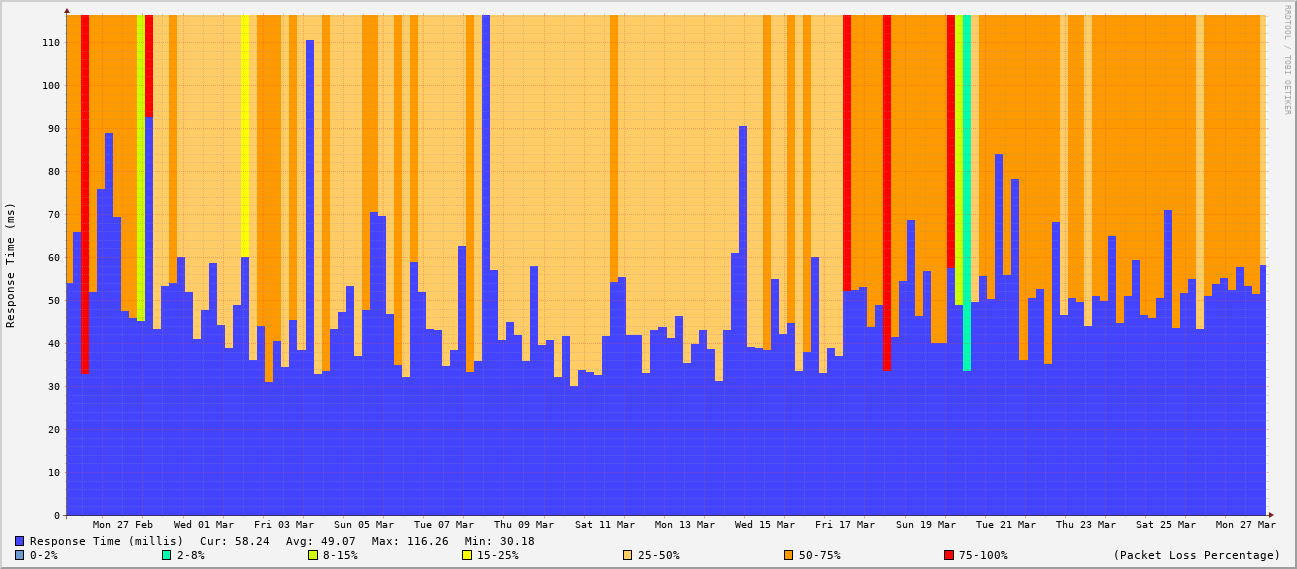 RRDTOOL / TOBI OETIKER
Response Time (ms)
110
100
90
80
70
60
50
40
30
20
10
0
Mon 27 Feb Wed 01 Mar Fri 03 Mar Sun 05 Mar Tue 07 Mar Thu 09 Mar Sat 11 Mar Mon 13 Mar Wed 15 Mar Fri 17 Mar Sun 19 Mar Tue 21 Mar Thu 23 Mar Sat 25 Mar Mon 27 Mar
Response Time (millis) Cur: 58.24 Avg: 49.07 Max: 116.26 Min: 30.18
0-2% 2-8% 8-15% 15-25% 25-50% 50-75% 75-100% (Packet Loss Percentage)